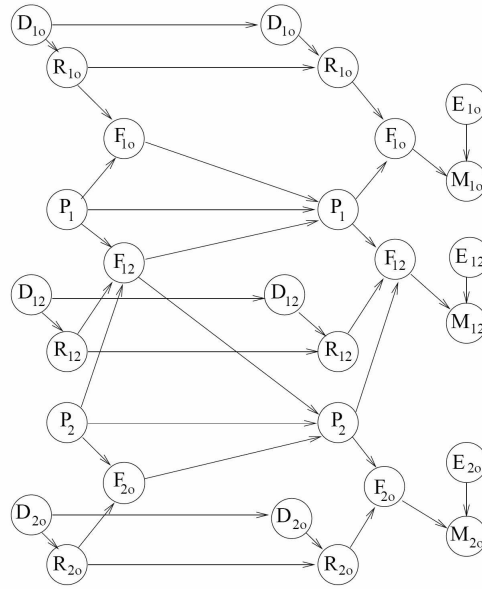 D1o D1o
R1o R1o
E1o
F1o F1o
M1o
P1 P1
F12 F12 E12
D12 D12
M12
R12 R12
P2 P2
E2o
F2o F2o
D2o D2o
M2o
R2o R2o